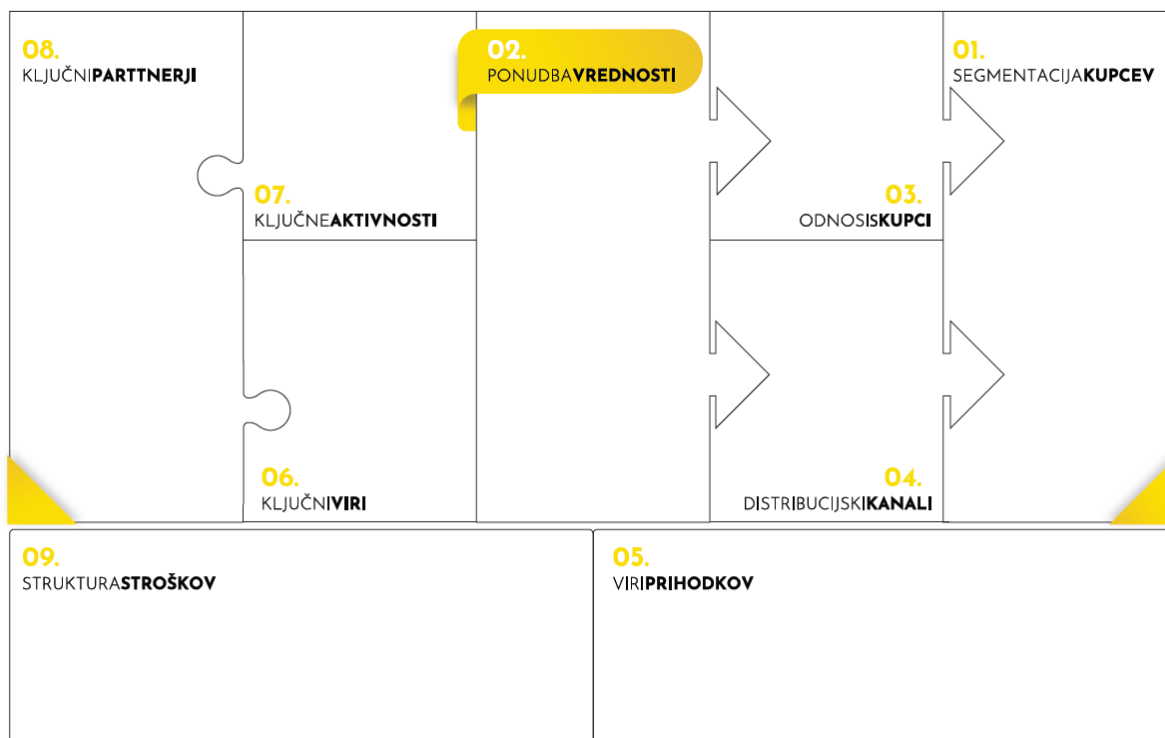 08.
KLJUČNIPARTTNERJI
02.
PONUDBAVREDNOSTI
01.
SEGMENTACIJAKUPCEV
07.
KLJUČNEAKTIVNOSTI
03.
ODNOSISKUPCI
06.
KLJUČNIVIRI
04.
DISTRIBUCIJSKIKANALI
09.
STRUKTURASTROŠKOV
05.
VIRIPRIHODKOV